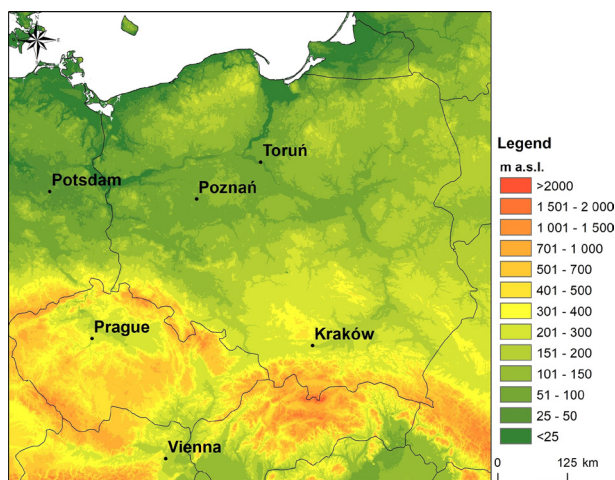 Toruń
Potsdam
Poznań
Prague
Kraków
Vienna
Legend
m a.s.l.
>2000
1 501 - 2 000
1 001 - 1 500
701 - 1 000
501 - 700
401 - 500
301 - 400
201 - 300
151 - 200
101 - 150
51 - 100
25 - 50
<25
0 125 km